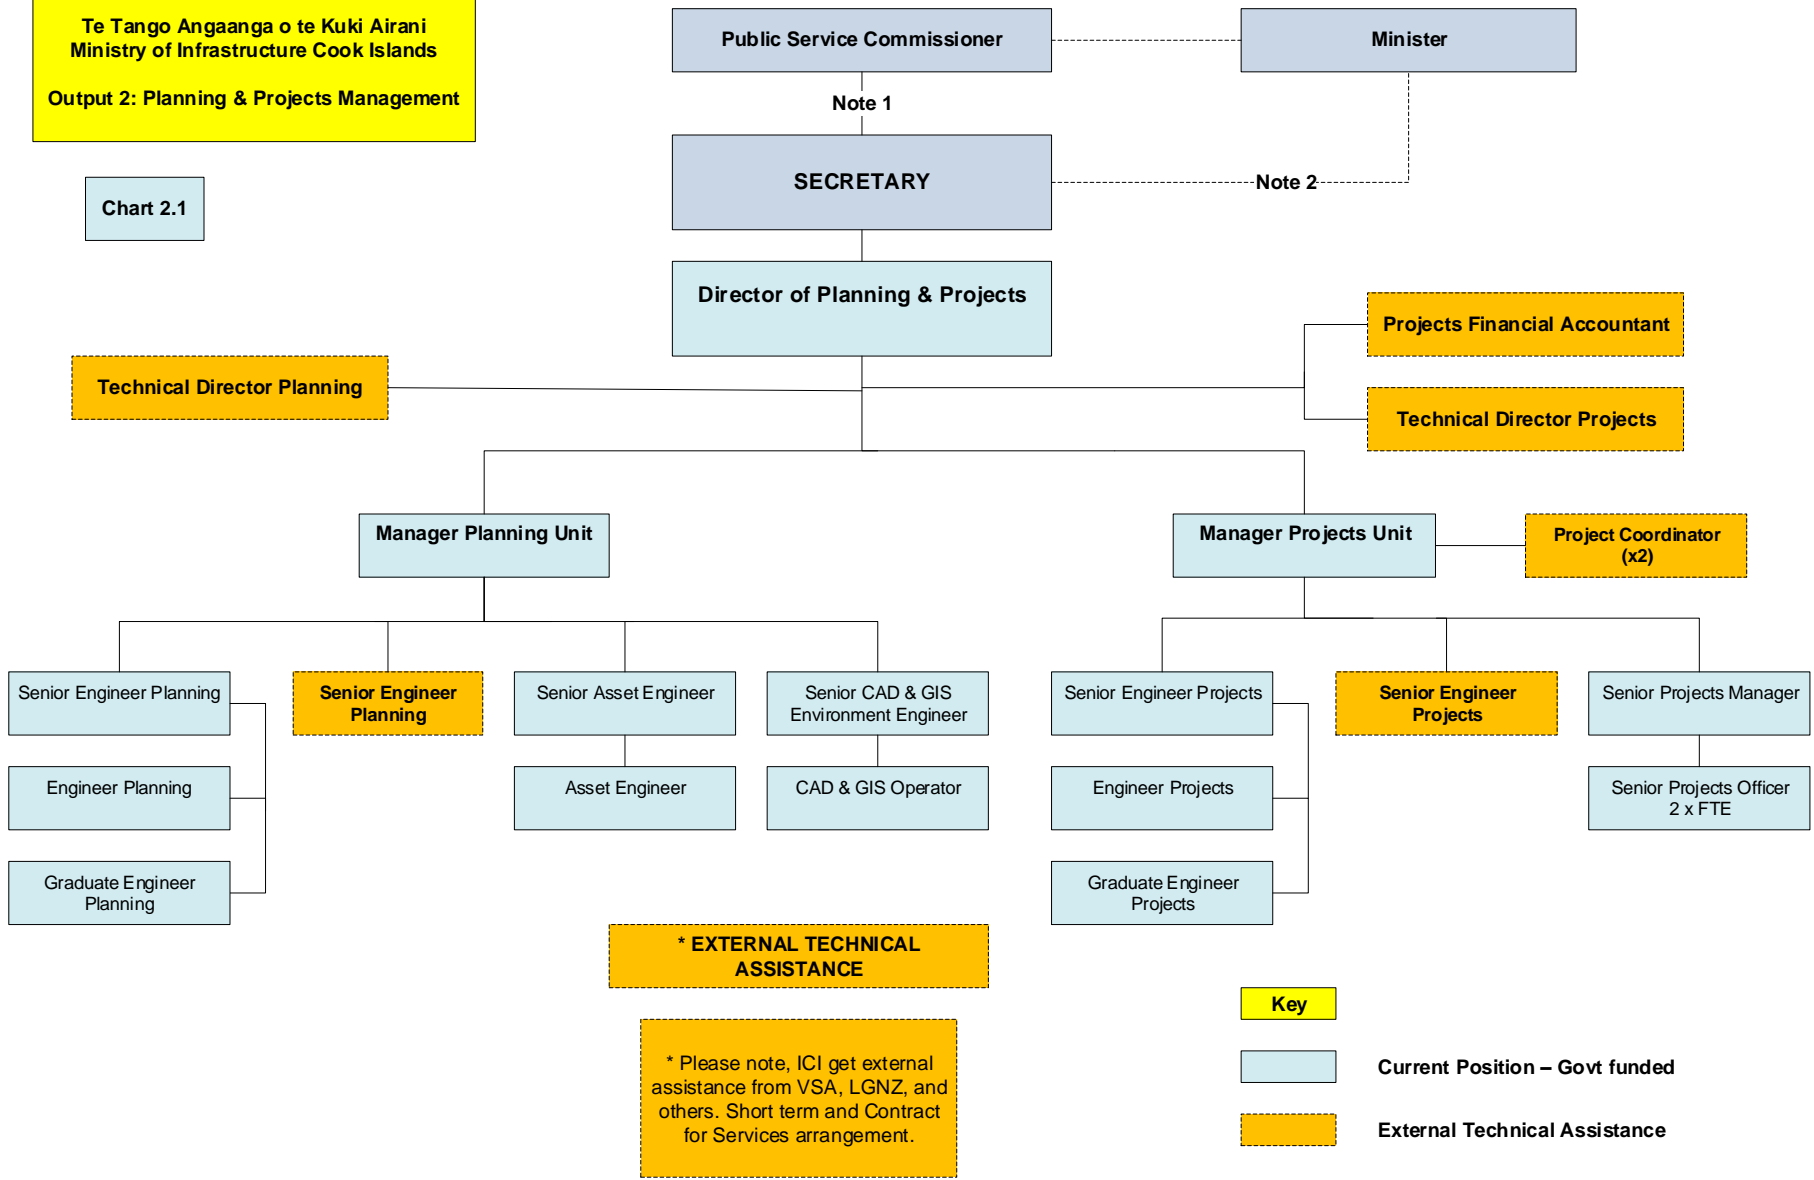 Te Tango Angaanga o te Kuki Airani
Ministry of Infrastructure Cook Islands
Output 2: Planning & Projects Management
Public Service Commissioner
Minister
Note 1
Chart 2.1
SECRETARY
Note 2
Director of Planning & Projects
Projects Financial Accountant
Technical Director Planning
Technical Director Projects
Manager Planning Unit
Manager Projects Unit
Project Coordinator
(x2)
Senior Engineer Planning
Senior Engineer
Planning
Senior Asset Engineer
Senior CAD & GIS
Environment Engineer
Senior Engineer Projects
Senior Engineer
Projects
Senior Projects Manager
Engineer Planning
Asset Engineer
CAD & GIS Operator
Engineer Projects
Senior Projects Officer
2 x FTE
Graduate Engineer
Planning
Graduate Engineer
Projects
* EXTERNAL TECHNICAL
ASSISTANCE
* Please note, ICI get external
assistance from VSA, LGNZ, and
others. Short term and Contract
for Services arrangement.
Key
Current Position – Govt funded
External Technical Assistance